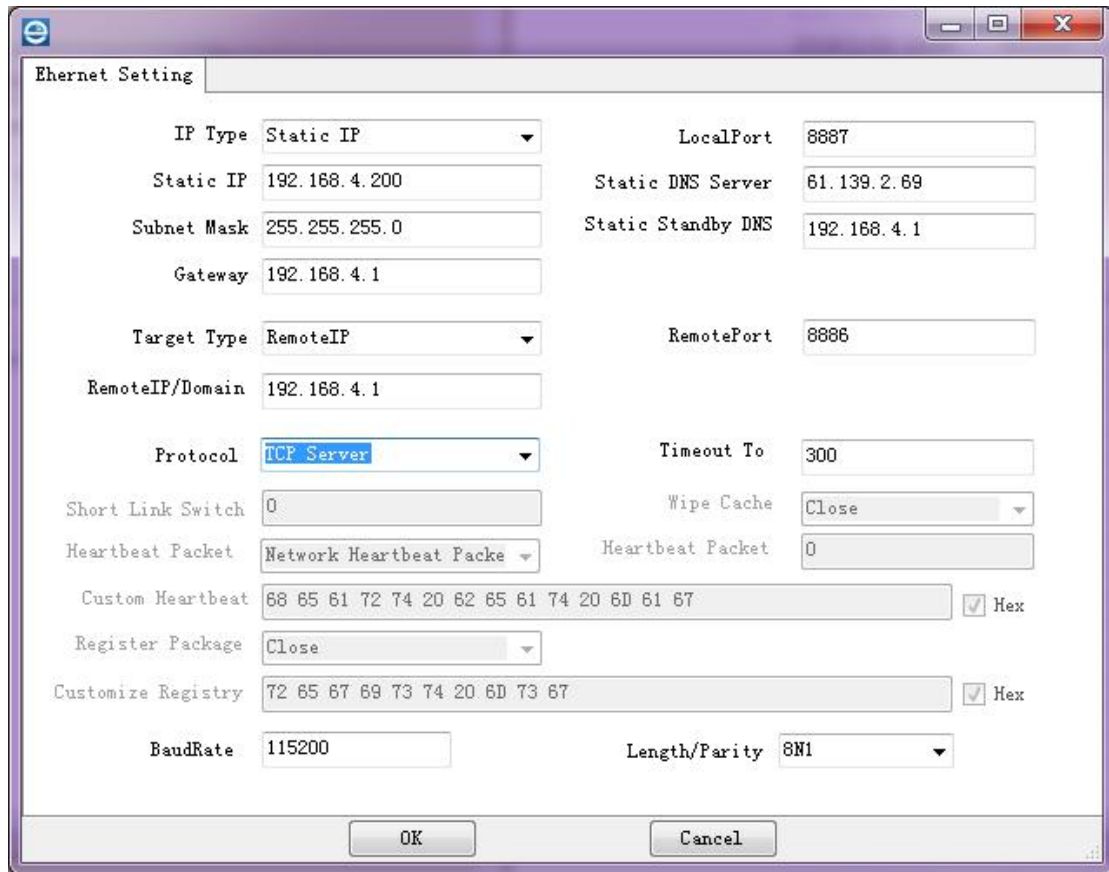 Ehernet Setting
IP Type Static IP LocalPort 8887
Static IP 192.168.4.200 Static DNS Server 61.139.2.69
Subnet Mask 255.255.255.0 Static Standby DNS 192.168.4.1
Gateway 192.168.4.1
Target Type RemoteIP RemotePort 8886
RemoteIP/Domain 192.168.4.1
Protocol TCP Server Timeout To 300
Short Link Switch 0 Wipe Cache Close
Heartbeat Packet Network Heartbeat Packe Heartbeat Packet 0
Custom Heartbeat 68 65 61 72 74 20 62 65 61 74 20 6D 61 67 Hex
Register Package Close
Customize Registry 72 65 67 69 73 74 20 6D 73 67 Hex
BaudRate 115200 Length/Parity 8N1
OK Cancel